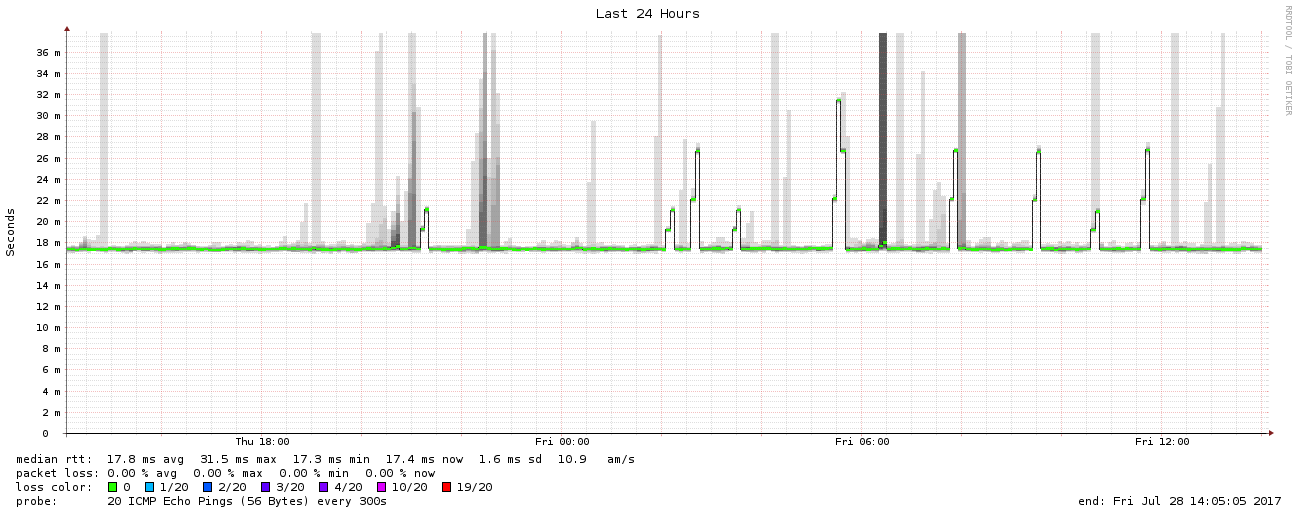 Last 24 Hours
RRDTOOL / TOBI OETIKER
Seconds
36 m
34 m
32 m
30 m
28 m
26 m
24 m
22 m
20 m
18 m
16 m
14 m
12 m
10 m
8 m
6 m
4 m
2 m
0
Thu 18:00 Fri 00:00 Fri 06:00 Fri 12:00
median rtt: 17.8 ms avg 31.5 ms max 17.3 ms min 17.4 ms now 1.6 ms sd 10.9 am/s
packet loss: 0.00 % avg 0.00 % max 0.00 % min 0.00 % now
loss color: 0 1/20 2/20 3/20 4/20 10/20 19/20
probe: 20 ICMP Echo Pings (56 Bytes) every 300s end: Fri Jul 28 14:05:05 2017